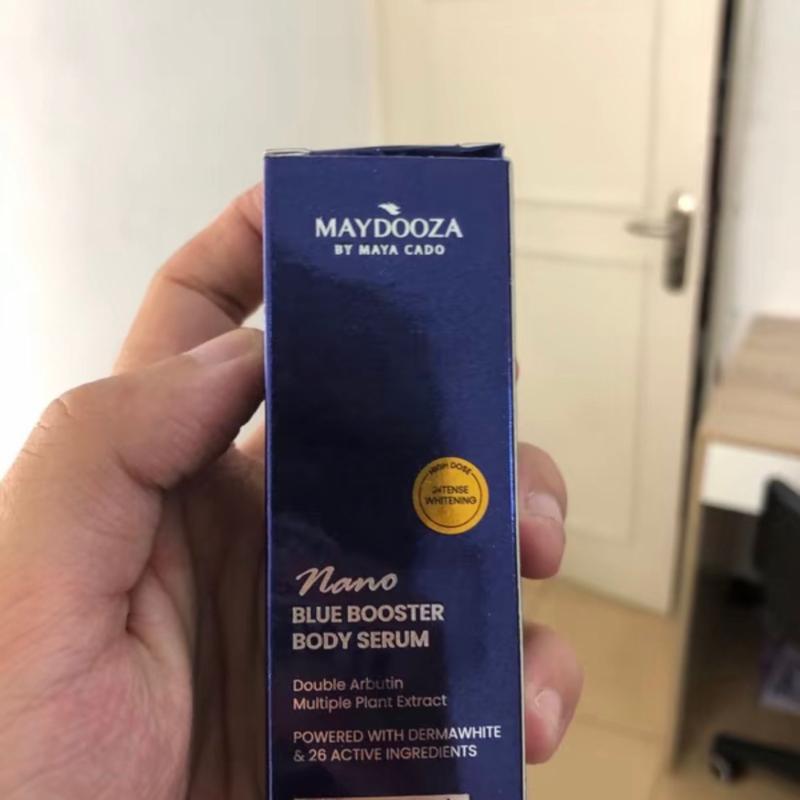 MAYDOOZA
BY MAYA CADO
HIGH DOSE
INTENSE
WHITENING
Nano
BLUE BOOSTER
BODY SERUM
Double Arbutin
Multiple Plant Extract
POWERED WITH DERMAWHITE
& 26 ACTIVE INGREDIENTS